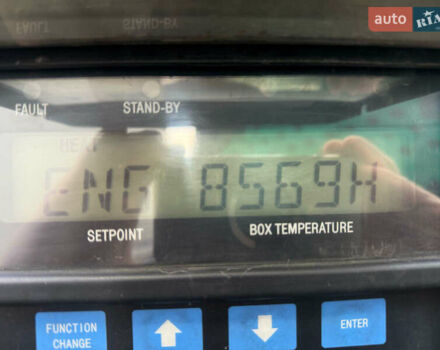 auto RIA
FAULT
STAND-BY
ENG 8569H
SETPOINT
BOX TEMPERATURE
FUNCTION
CHANGE
ENTER